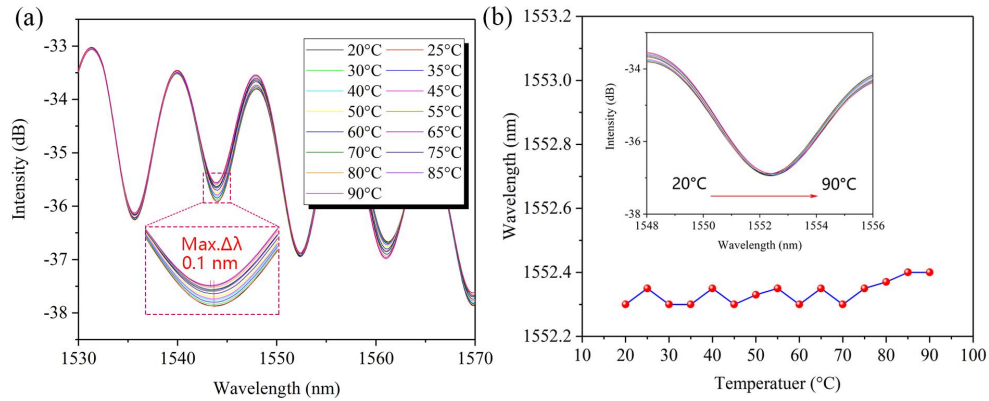 (a)
-33
-34
-35
-36
-37
-38
Intensity (dB)
1530
1540
1550
1560
1570
Wavelength (nm)
20°C 25°C
30°C 35°C
40°C 45°C
50°C 55°C
60°C 65°C
70°C 75°C
80°C 85°C
90°C
Max.Δλ
0.1 nm
(b)
1553.2
1553.0
1552.8
1552.6
1552.4
1552.2
Wavelength (nm)
10 20 30 40 50 60 70 80 90 100
Temperatuer (°C)
-34
-36
-38
Intensity (dB)
20°C 90°C
1548 1550 1552 1554 1556
Wavelength (nm)